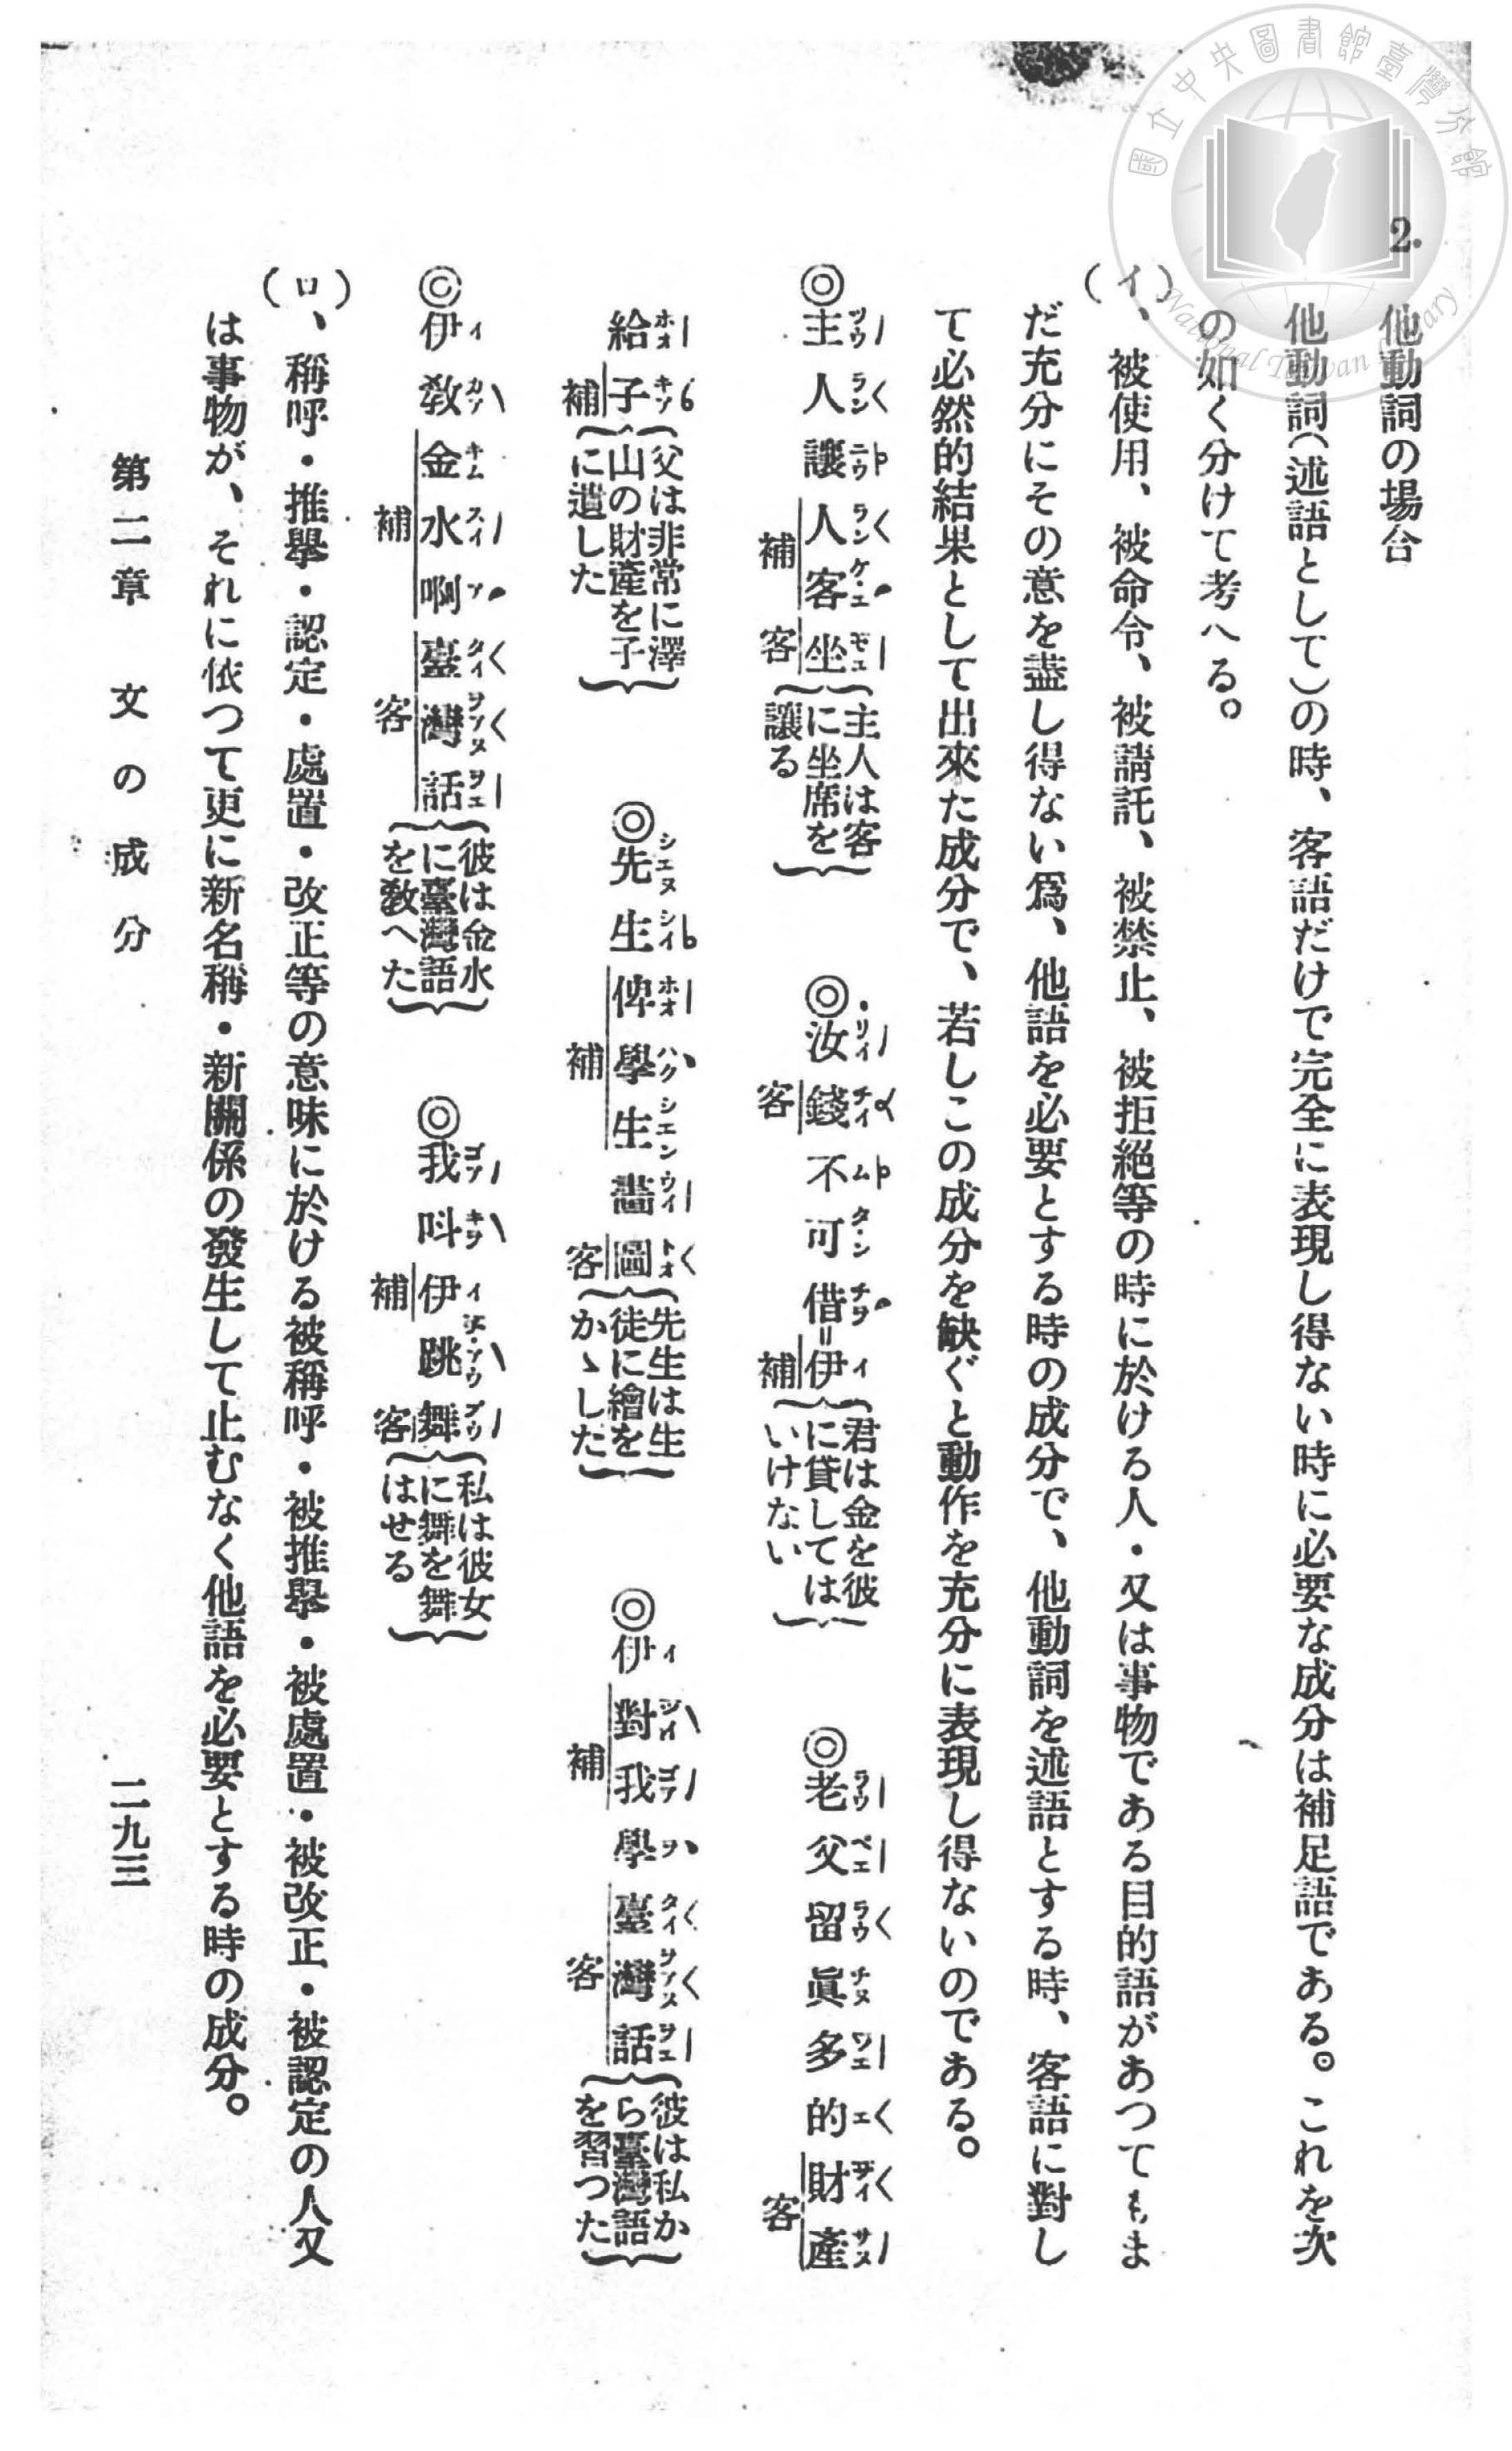 國立中央圖書館臺灣分館
National Taiwan Library
2. 他動詞の場合
他動詞(述語として)の時、客語だけで完全に表現し得ない時に必要な成分は補足語である。これを次
の如く分けて考へる。
(イ)、被使用、被命令、被請託、被禁止、被拒絕等の時に於ける人・又は事物である目的語があつてもま
だ充分にその意を盡し得ない爲、他語を必要とする時の成分で、他動詞を述語とする時、客語に對し
て必然的結果として出來た成分で、若しこの成分を缺ぐと動作を充分に表現し得ないのである。
◎主人讓人客坐{主人は客に坐席を讓る} ◎汝錢不可借伊{君は金を彼に貸してはいけない} ◎老父留眞多的財產
補 客 客 補 客
給子{父は非常に澤山の財產を子に遺した} ◎先生俾學生畵圖{先生は生徒に繪をかゝした} ◎伊對我學臺灣話{彼は私から臺灣語を習つた}
補 補 客 補 客
◎伊教金水啊臺灣話{彼は金水に臺灣語を教へた} ◎我呌伊跳舞{私は彼女に舞を舞はせる}
補 客 補 客
(ロ)、稱呼・推擧・認定・處置・改正等の意味に於ける被稱呼・被推擧・被處置・被改正・被認定の人又
は事物が、それに依つて更に新名稱・新關係の發生して止むなく他語を必要とする時の成分。
第二章 文の成分 二九三